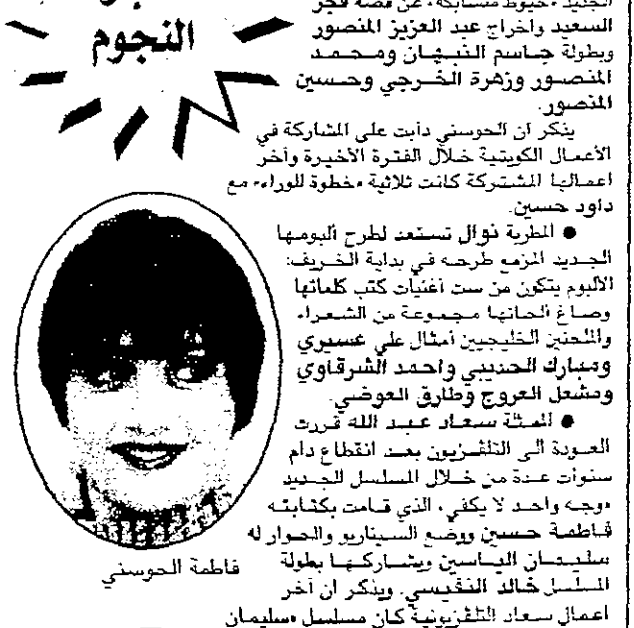 النجوم
الجديد «خيوط متشابكة» عن قصة فجر
السعيد واخراج عبد العزيز المنصور
وبطولة جاسم النبهان ومحمد
المنصور وزهرة الخرجي وحسين
المنصور.
يذكر ان الحوسني دأبت على المشاركة في
الأعمال الكويتية خلال الفترة الأخيرة وآخر
اعمالها المشتركة كانت ثلاثية «خطوة للوراء» مع
داود حسين.
● المطربة نوال تستعد لطرح البومها
الجديد المزمع طرحه في بداية الخريف:
الألبوم يتكون من ست أغنيات كتب كلماتها
وصاغ الحانها مجموعة من الشعراء
والملحنين الخليجيين أمثال علي عسيري
ومبارك الحديبي واحمد الشرقاوي
ومشعل العروج وطارق العوضي.
● الممثلة سعاد عبد الله قررت
العودة الى التلفزيون بعد انقطاع دام
سنوات عدة من خلال المسلسل الجديد
«وجه واحد لا يكفي» الذي قامت بكتابته
فاطمة حسين ووضع السيناريو والحوار له
سليمان الياسين ويشاركها بطولة
المسلسل خالد النفيسي. ويذكر ان آخر
اعمال سعاد التلفزيونية كان مسلسل «سليمان
فاطمة الحوسني